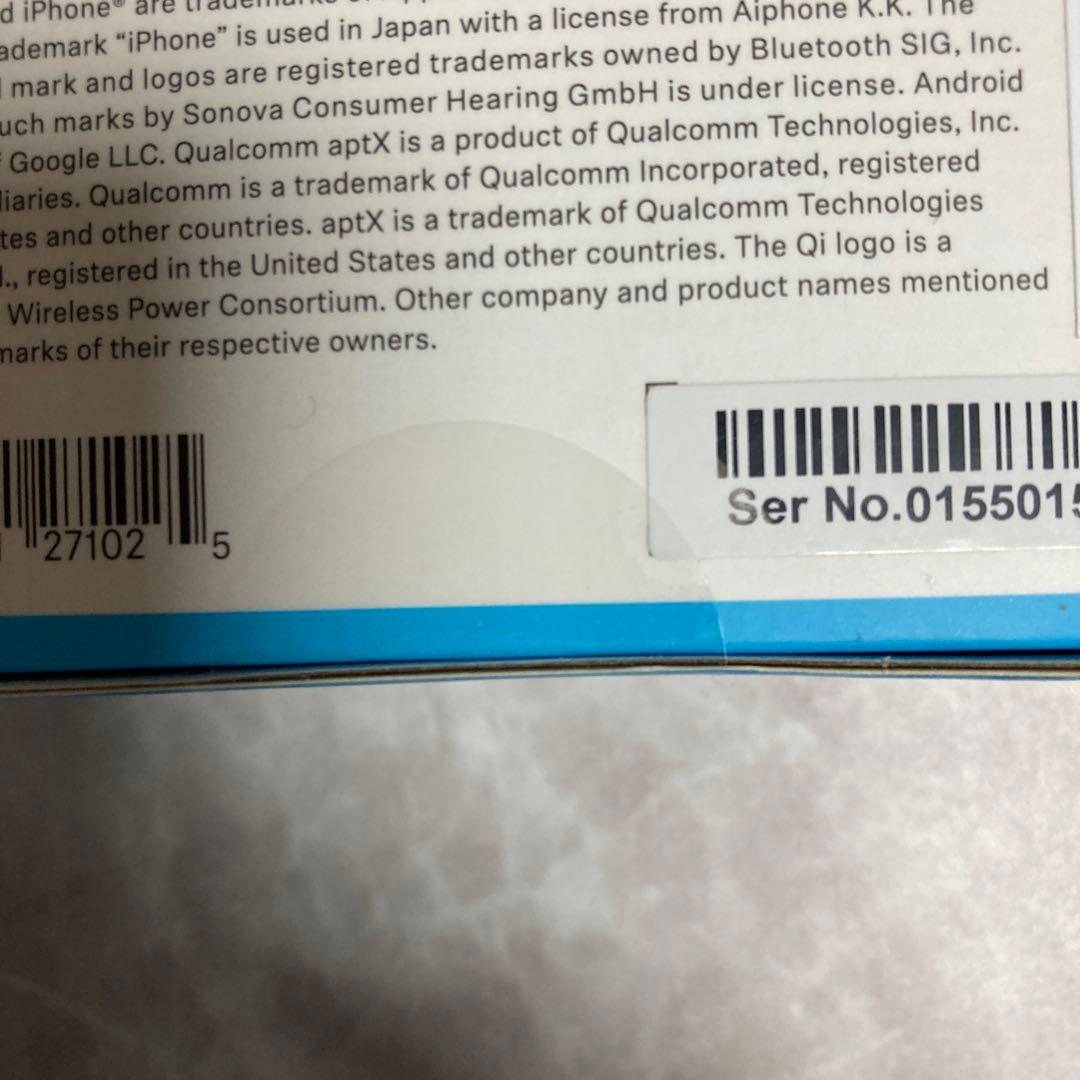 d iPhone® are
ademark “iPhone” is used in Japan with a license from Aiphone K.K. The
mark and logos are registered trademarks owned by Bluetooth SIG, Inc.
uch marks by Sonova Consumer Hearing GmbH is under license. Android
Google LLC. Qualcomm aptX is a product of Qualcomm Technologies, Inc.
liaries. Qualcomm is a trademark of Qualcomm Incorporated, registered
tes and other countries. aptX is a trademark of Qualcomm Technologies
., registered in the United States and other countries. The Qi logo is a
Wireless Power Consortium. Other company and product names mentioned
marks of their respective owners.
Ser No.015501
27102 5